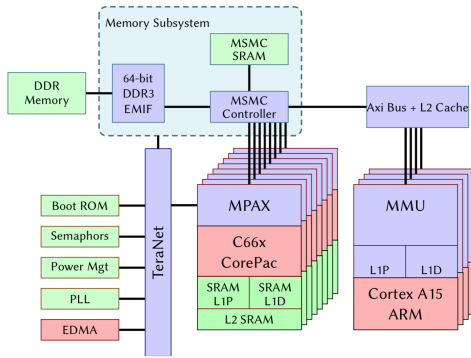 Memory Subsystem
MSMC
SRAM
DDR
Memory
64-bit
DDR3
EMIF
MSMC
Controller
Axi Bus + L2 Cache
TeraNet
Boot ROM
Semaphors
Power Mgt
PLL
EDMA
MPAX
C66x
CorePac
SRAM
L1P
SRAM
L1D
L2 SRAM
MMU
L1P
L1D
Cortex A15
ARM